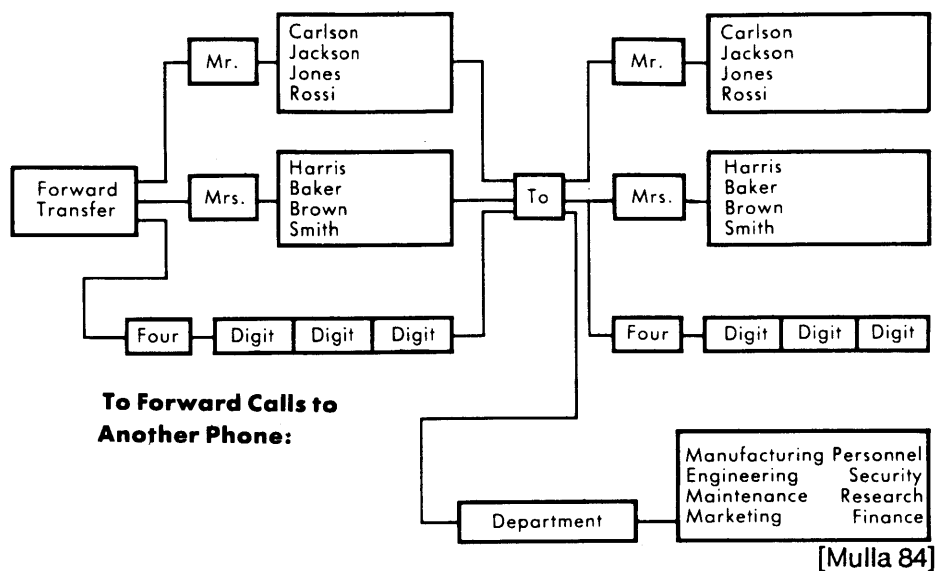 Forward
Transfer
Mr.
Carlson
Jackson
Jones
Rossi
Mrs.
Harris
Baker
Brown
Smith
Four
Digit
Digit
Digit
To
Mr.
Carlson
Jackson
Jones
Rossi
Mrs.
Harris
Baker
Brown
Smith
Four
Digit
Digit
Digit
To Forward Calls to
Another Phone:
Department
Manufacturing Personnel
Engineering Security
Maintenance Research
Marketing Finance
[Mulla 84]